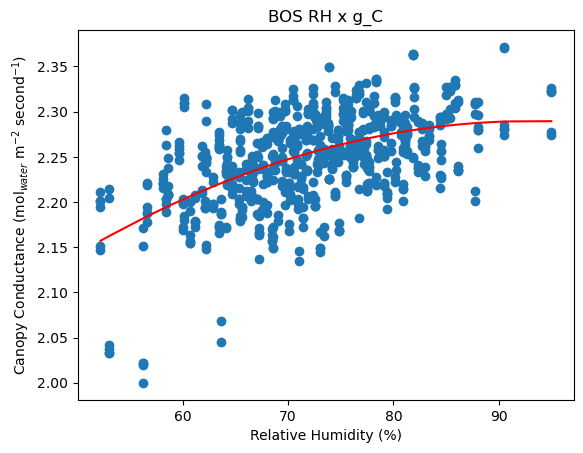 BOS RH x g_C
Canopy Conductance (mol_water m⁻² second⁻¹)
2.35
2.30
2.25
2.20
2.15
2.10
2.05
2.00
60 70 80 90
Relative Humidity (%)